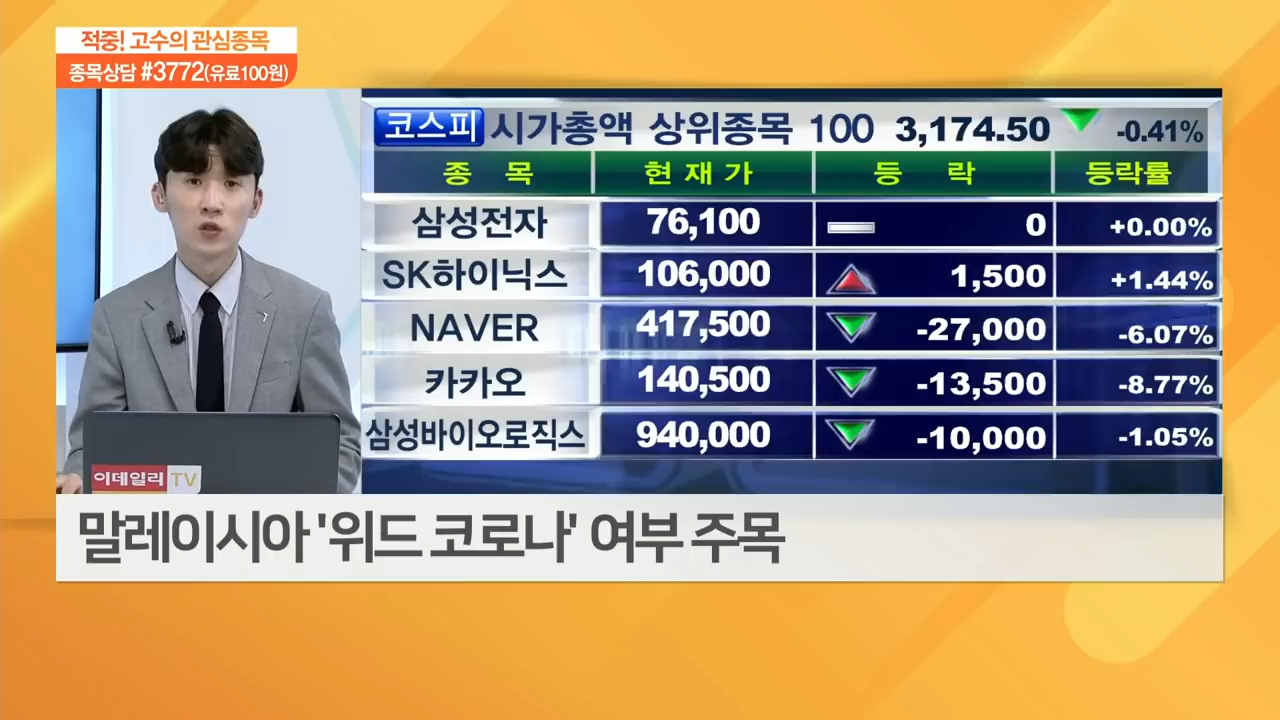 적중! 고수의 관심종목
종목상담 #3772(유료100원)
코스피 시가총액 상위종목 100 3,174.50 -0.41%
종 목 현 재 가 등 락 등락률
삼성전자 76,100 0 +0.00%
SK하이닉스 106,000 1,500 +1.44%
NAVER 417,500 -27,000 -6.07%
카카오 140,500 -13,500 -8.77%
삼성바이오로직스 940,000 -10,000 -1.05%
이데일리 TV
말레이시아 '위드 코로나' 여부 주목